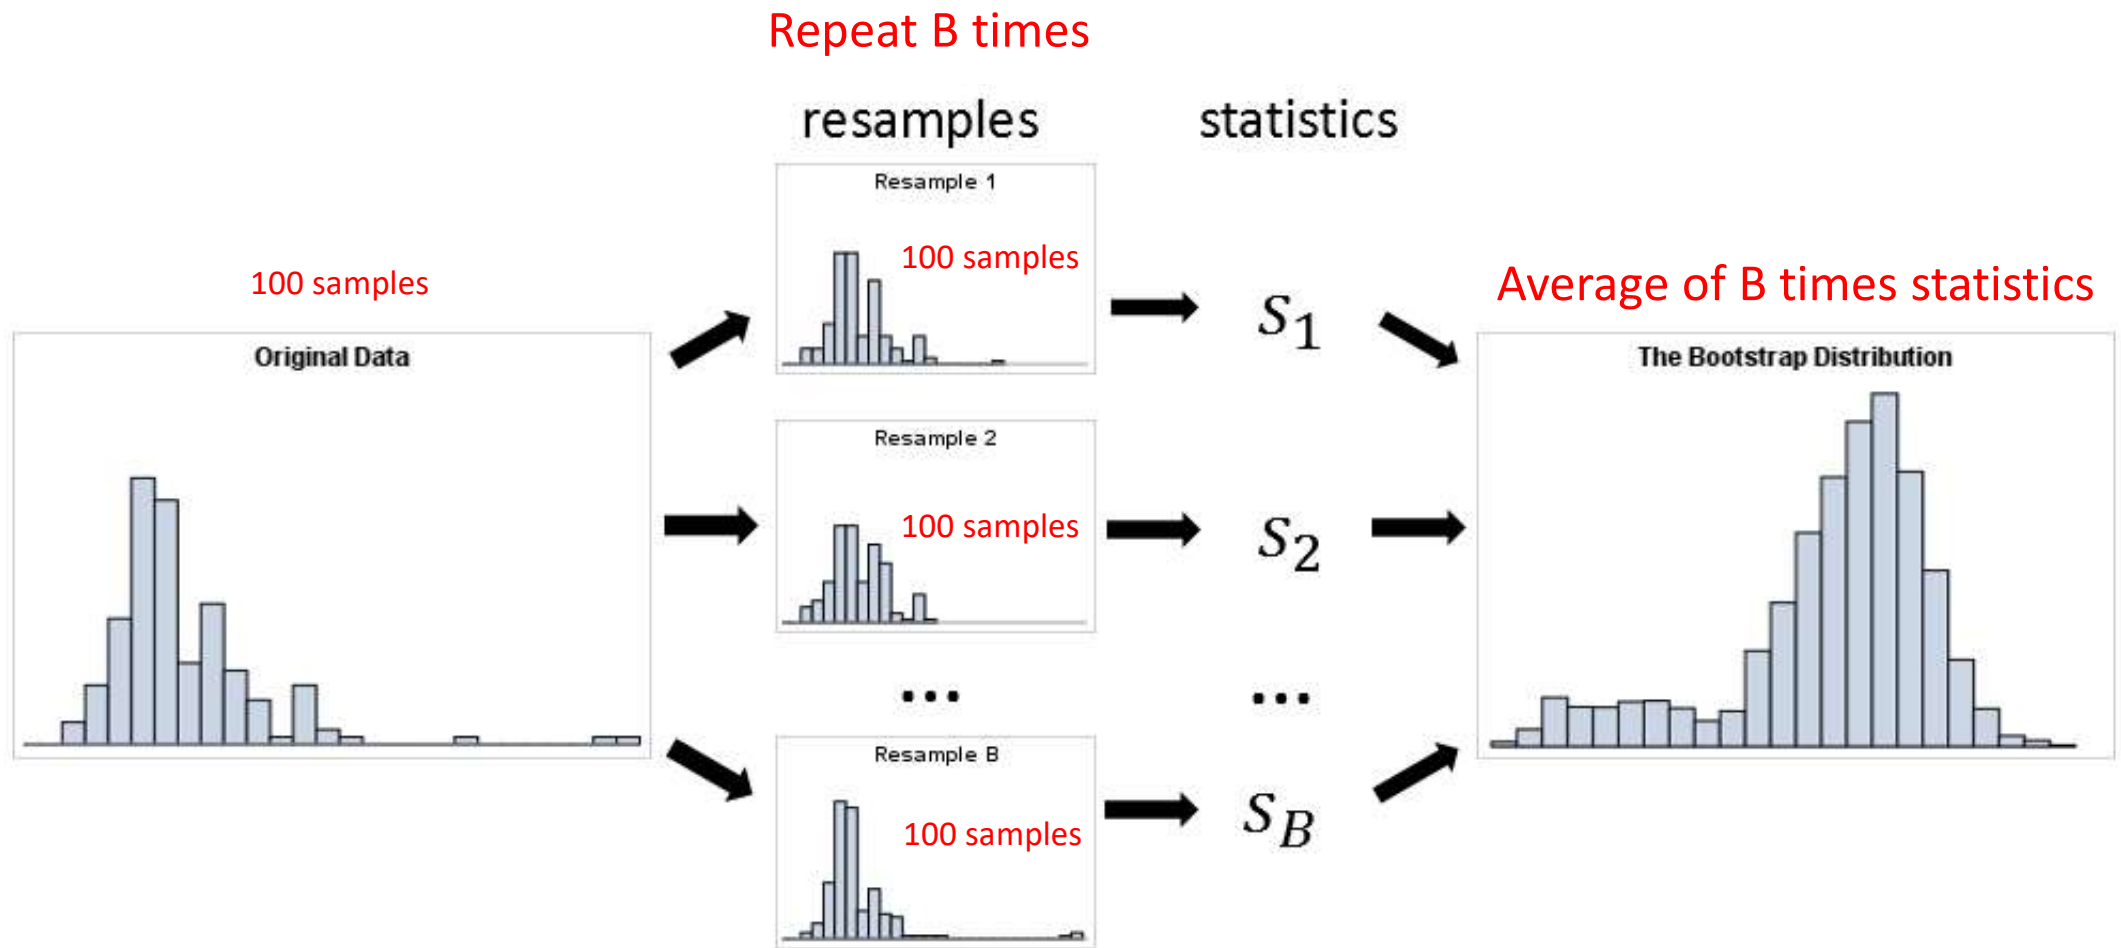 Repeat B times
resamples
statistics
Resample 1
100 samples
100 samples
S1
Average of B times statistics
Original Data
The Bootstrap Distribution
Resample 2
100 samples
S2
...
...
Resample B
100 samples
SB